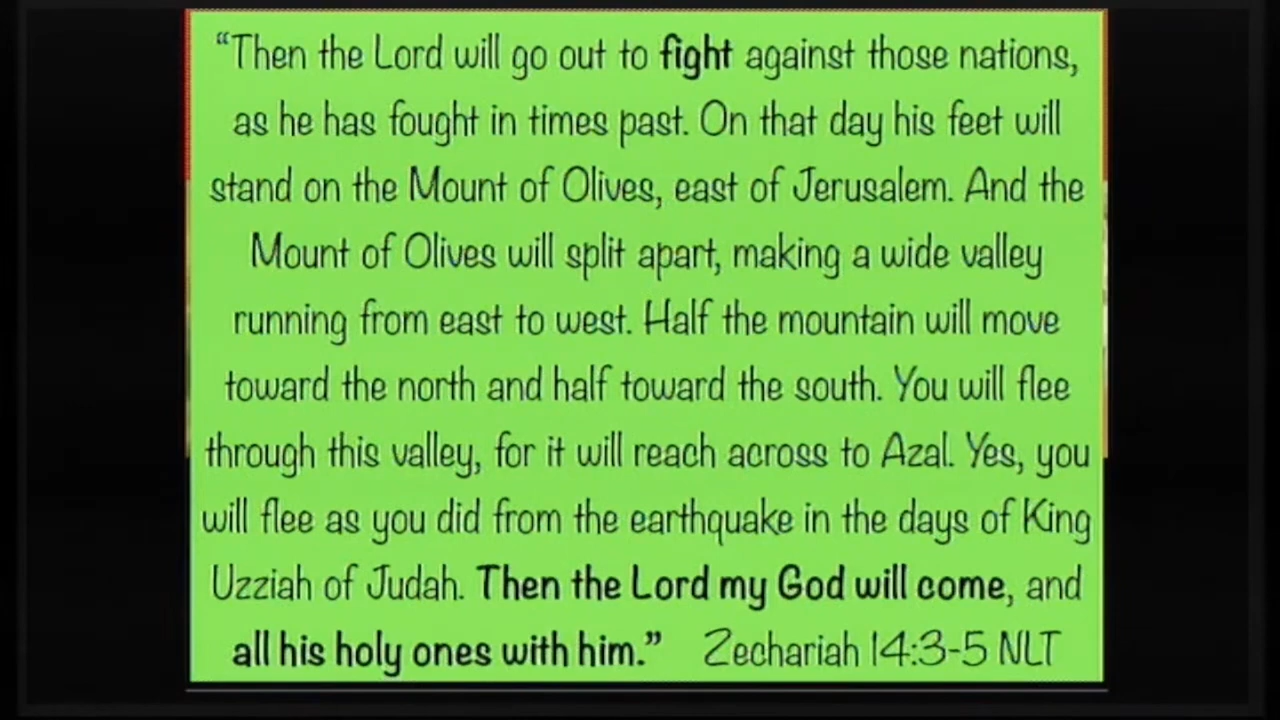 “Then the Lord will go out to fight against those nations,
as he has fought in times past. On that day his feet will
stand on the Mount of Olives, east of Jerusalem. And the
Mount of Olives will split apart, making a wide valley
running from east to west. Half the mountain will move
toward the north and half toward the south. You will flee
through this valley, for it will reach across to Azal. Yes, you
will flee as you did from the earthquake in the days of King
Uzziah of Judah. Then the Lord my God will come, and
all his holy ones with him.” Zechariah 14:3-5 NLT